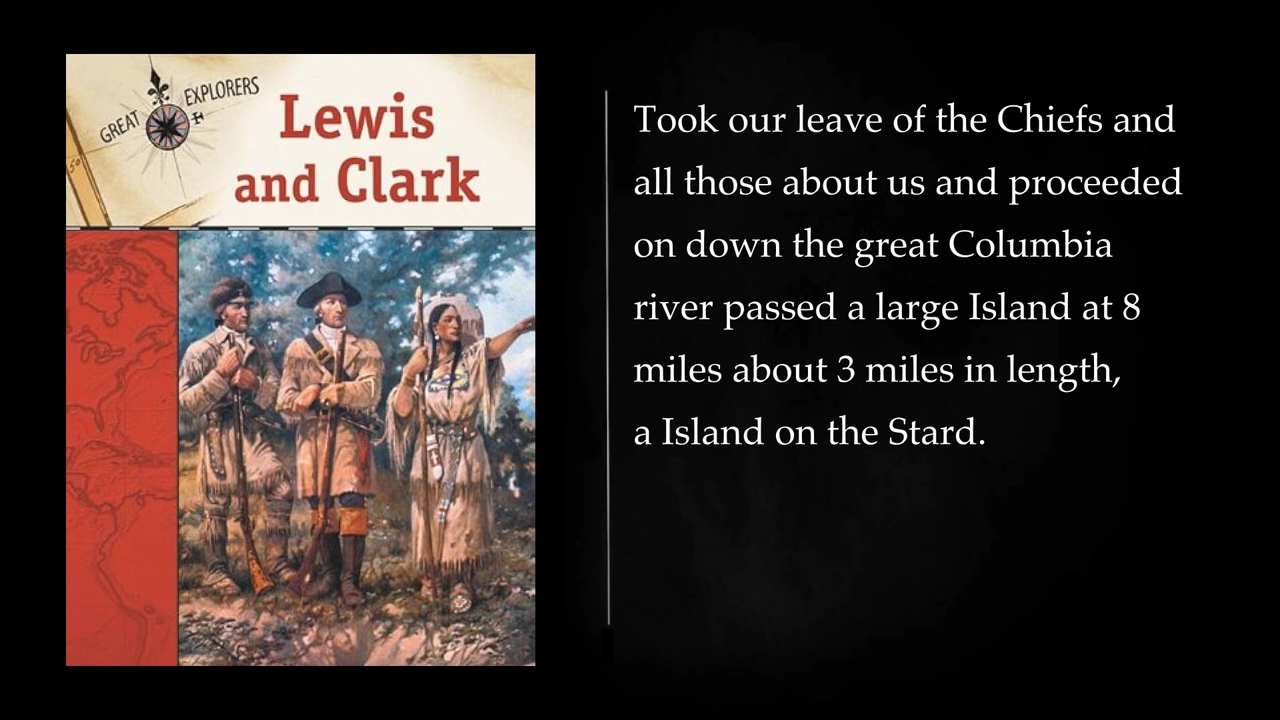 GREAT EXPLORERS
Lewis
and Clark
50
Took our leave of the Chiefs and
all those about us and proceeded
on down the great Columbia
river passed a large Island at 8
miles about 3 miles in length,
a Island on the Stard.